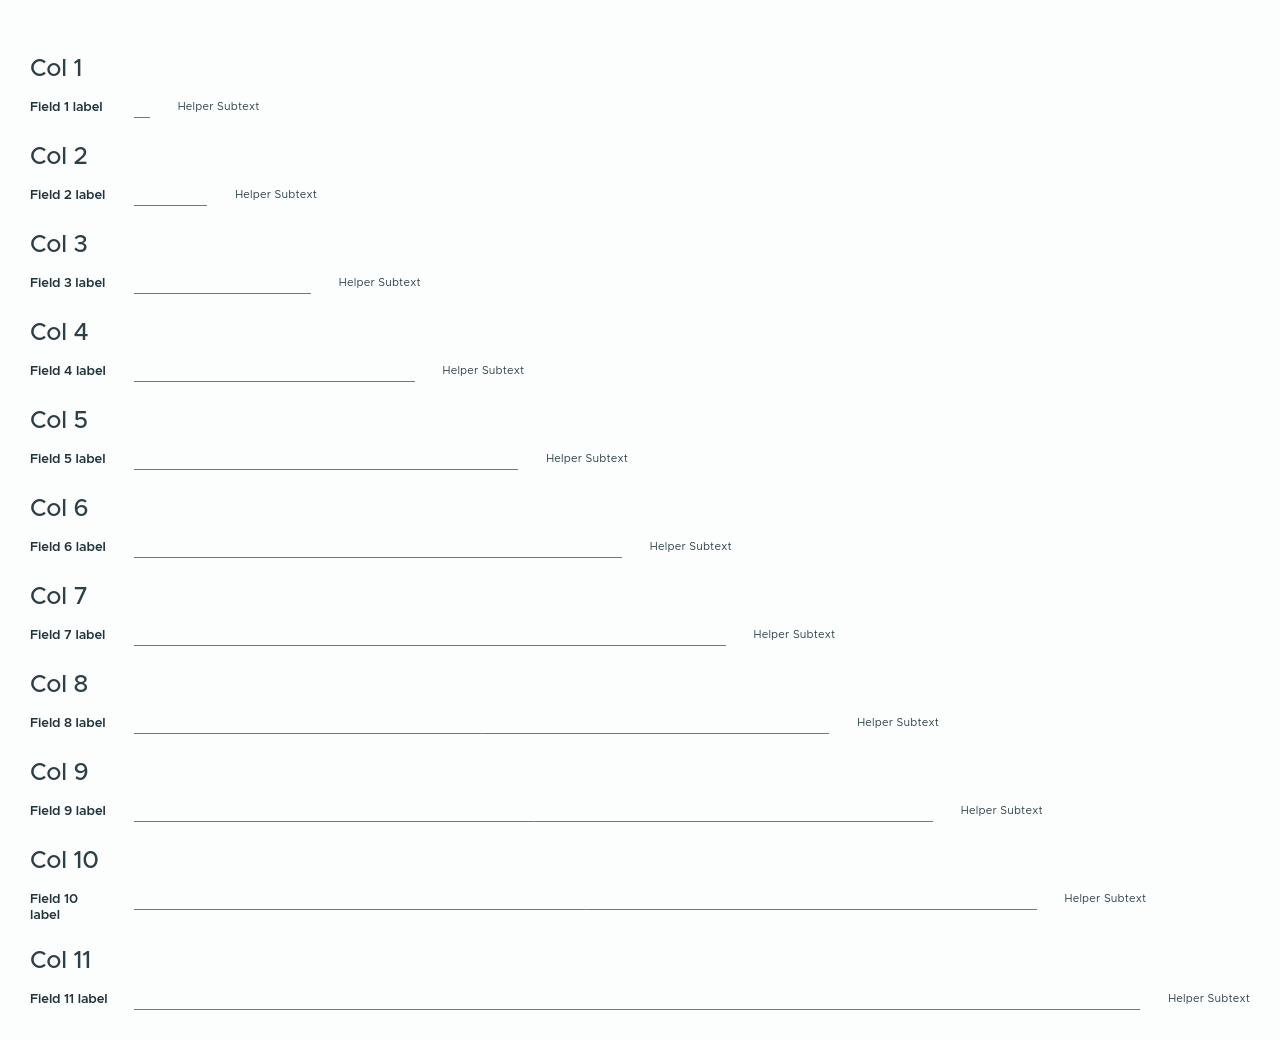 Col 1
Field 1 label Helper Subtext
Col 2
Field 2 label Helper Subtext
Col 3
Field 3 label Helper Subtext
Col 4
Field 4 label Helper Subtext
Col 5
Field 5 label Helper Subtext
Col 6
Field 6 label Helper Subtext
Col 7
Field 7 label Helper Subtext
Col 8
Field 8 label Helper Subtext
Col 9
Field 9 label Helper Subtext
Col 10
Field 10 Helper Subtext
label
Col 11
Field 11 label Helper Subtext